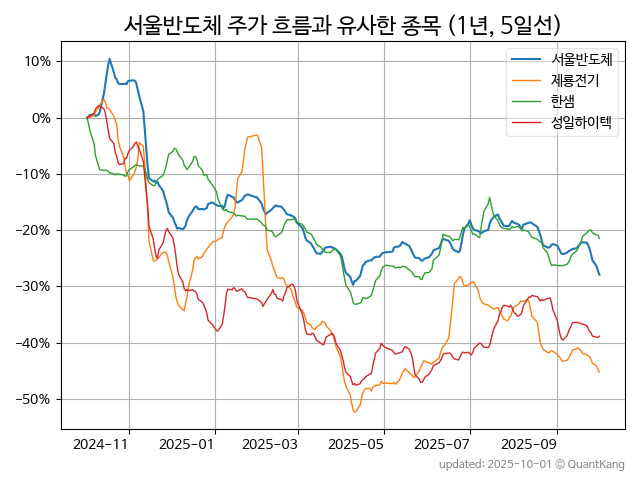 서울반도체 주가 흐름과 유사한 종목 (1년, 5일선)
서울반도체
제룡전기
한샘
성일하이텍
10%
0%
−10%
−20%
−30%
−40%
−50%
2024−11
2025−01
2025−03
2025−05
2025−07
2025−09
updated: 2025-10-01 © QuantKang